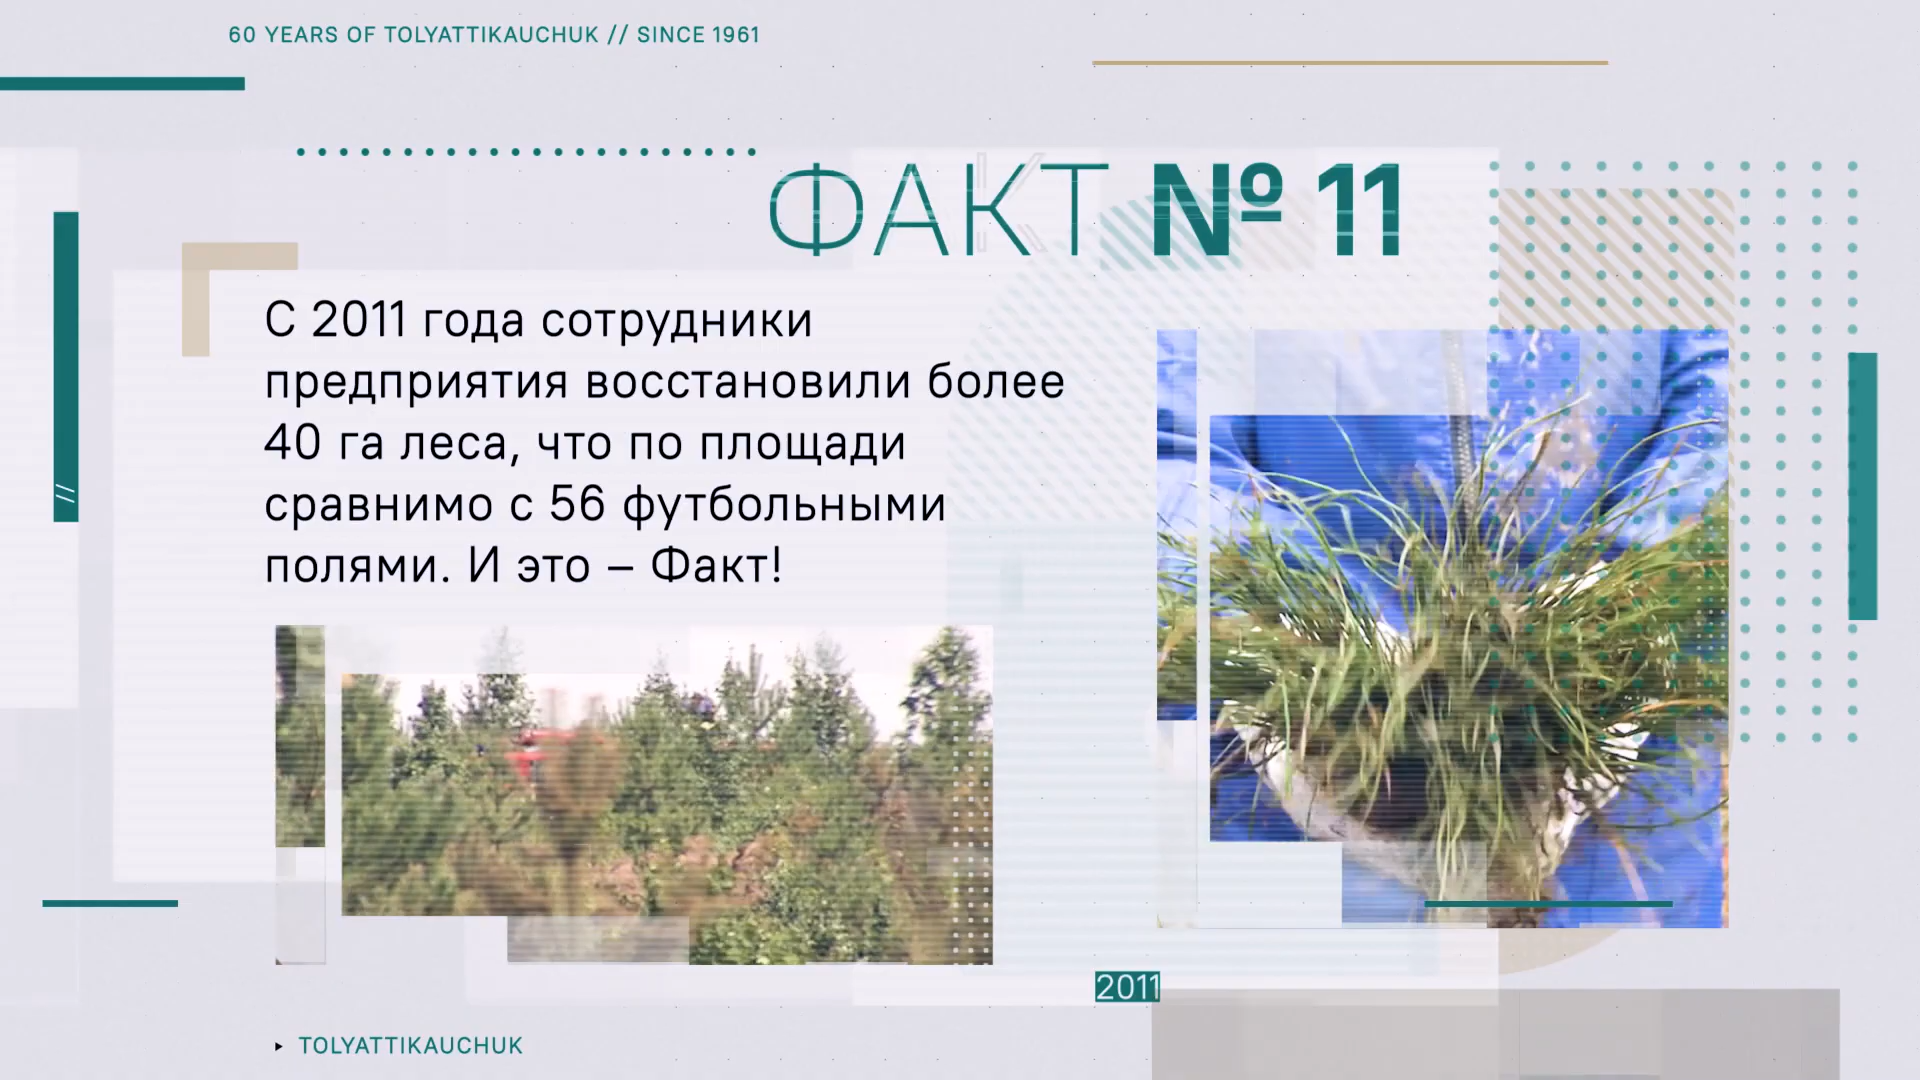 60 YEARS OF TOLYATTIKAUCHUK // SINCE 1961
ФАКТ № 11
С 2011 года сотрудники
предприятия восстановили более
40 га леса, что по площади
сравнимо с 56 футбольными
полями. И это – Факт!
//
2011
TOLYATTIKAUCHUK